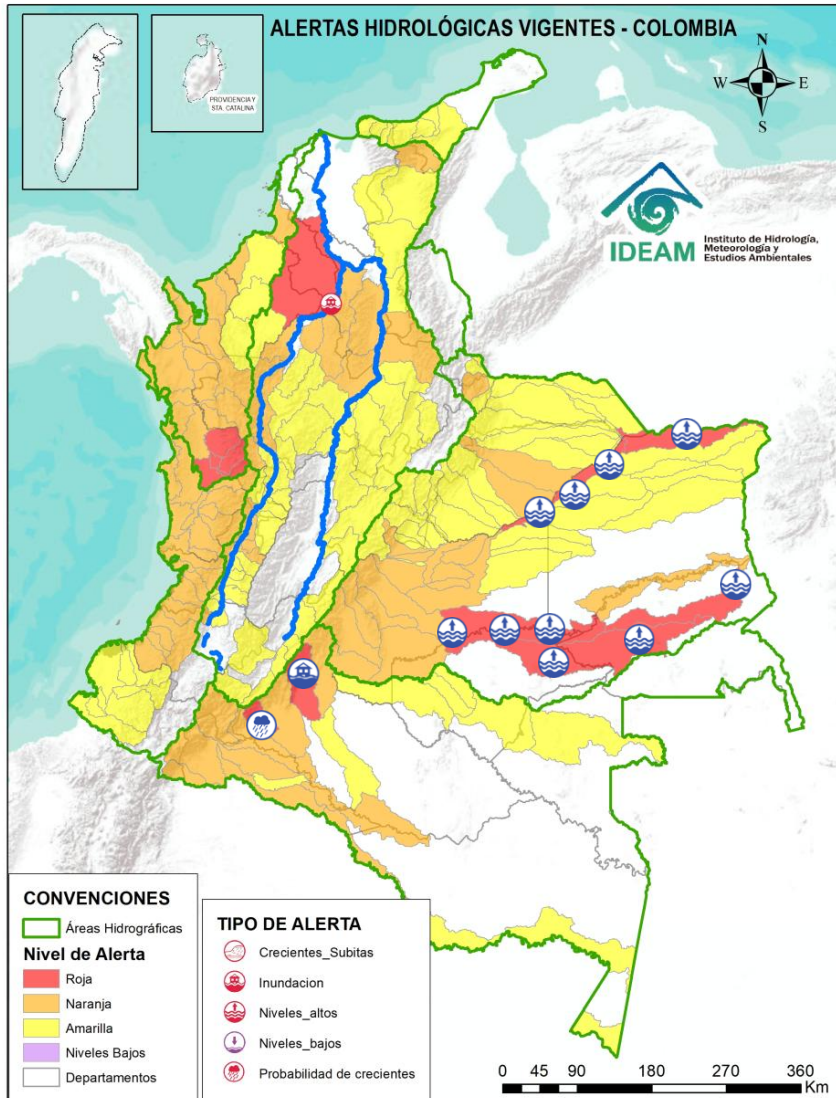 ALERTAS HIDROLÓGICAS VIGENTES - COLOMBIA
PROVIDENCIA Y
STA. CATALINA
N
W
E
S
IDEAM
Instituto de Hidrología,
Meteorología y
Estudios Ambientales
CONVENCIONES
Áreas Hidrográficas
Nivel de Alerta
Roja
Naranja
Amarilla
Niveles Bajos
Departamentos
TIPO DE ALERTA
Crecientes_Subitas
Inundacion
Niveles_altos
Niveles_bajos
Probabilidad de crecientes
0 45 90 180 270 360
Km